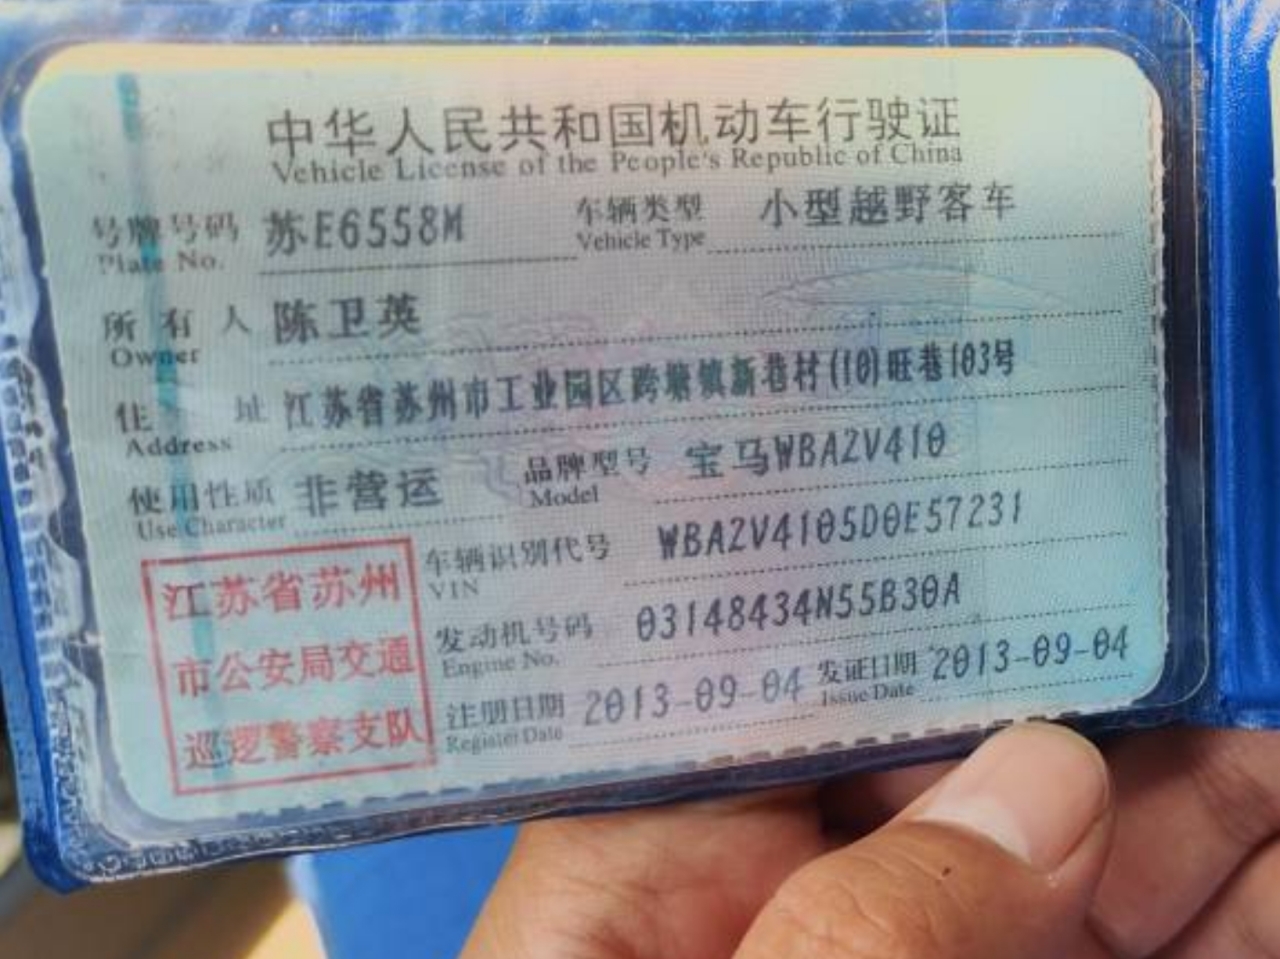 中华人民共和国机动车行驶证
Vehicle License of the People's Republic of China
号牌号码 苏E6558M 车辆类型 小型越野客车
Plate No. Vehicle Type
所有人 陈卫英
Owner
住址 江苏省苏州市工业园区跨塘镇新巷村(10)旺巷103号
Address
使用性质 非营运 品牌型号 宝马WBA2V410
Use Character Model
车辆识别代号 WBA2V4105D0E57231
VIN
发动机号码 03148434N55B30A
Engine No.
注册日期 2013-09-04 发证日期 2013-09-04
Register Date Issue Date
江苏省苏州
市公安局交通
巡逻警察支队